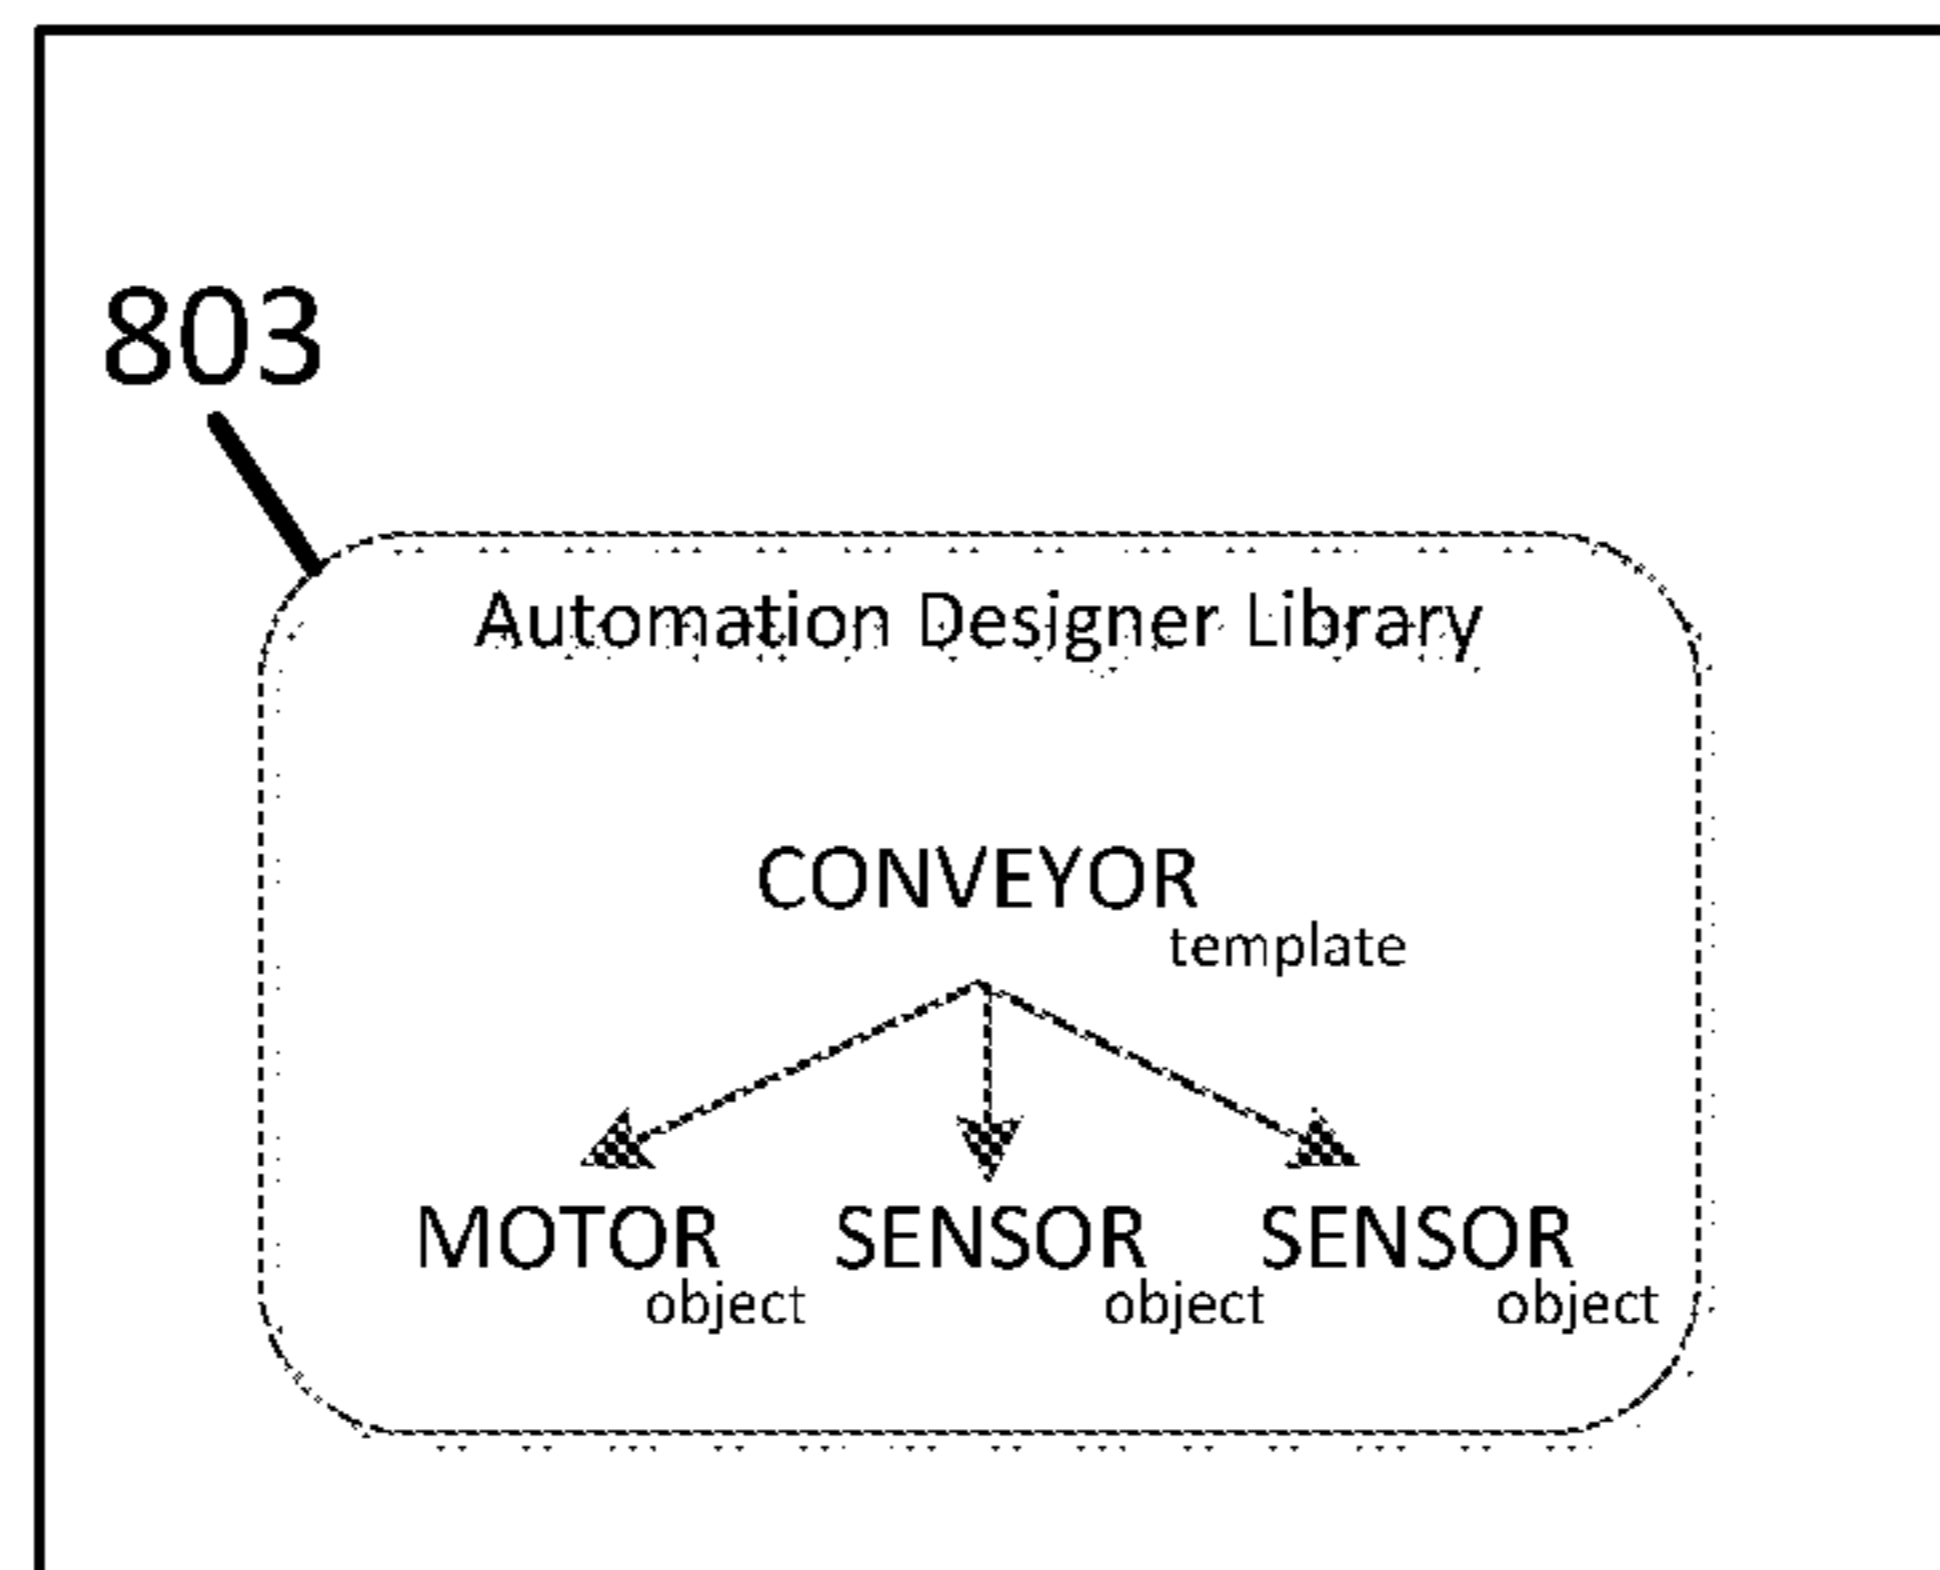 803
Automation Designer Library
CONVEYOR
template
MOTOR SENSOR SENSOR
object object object